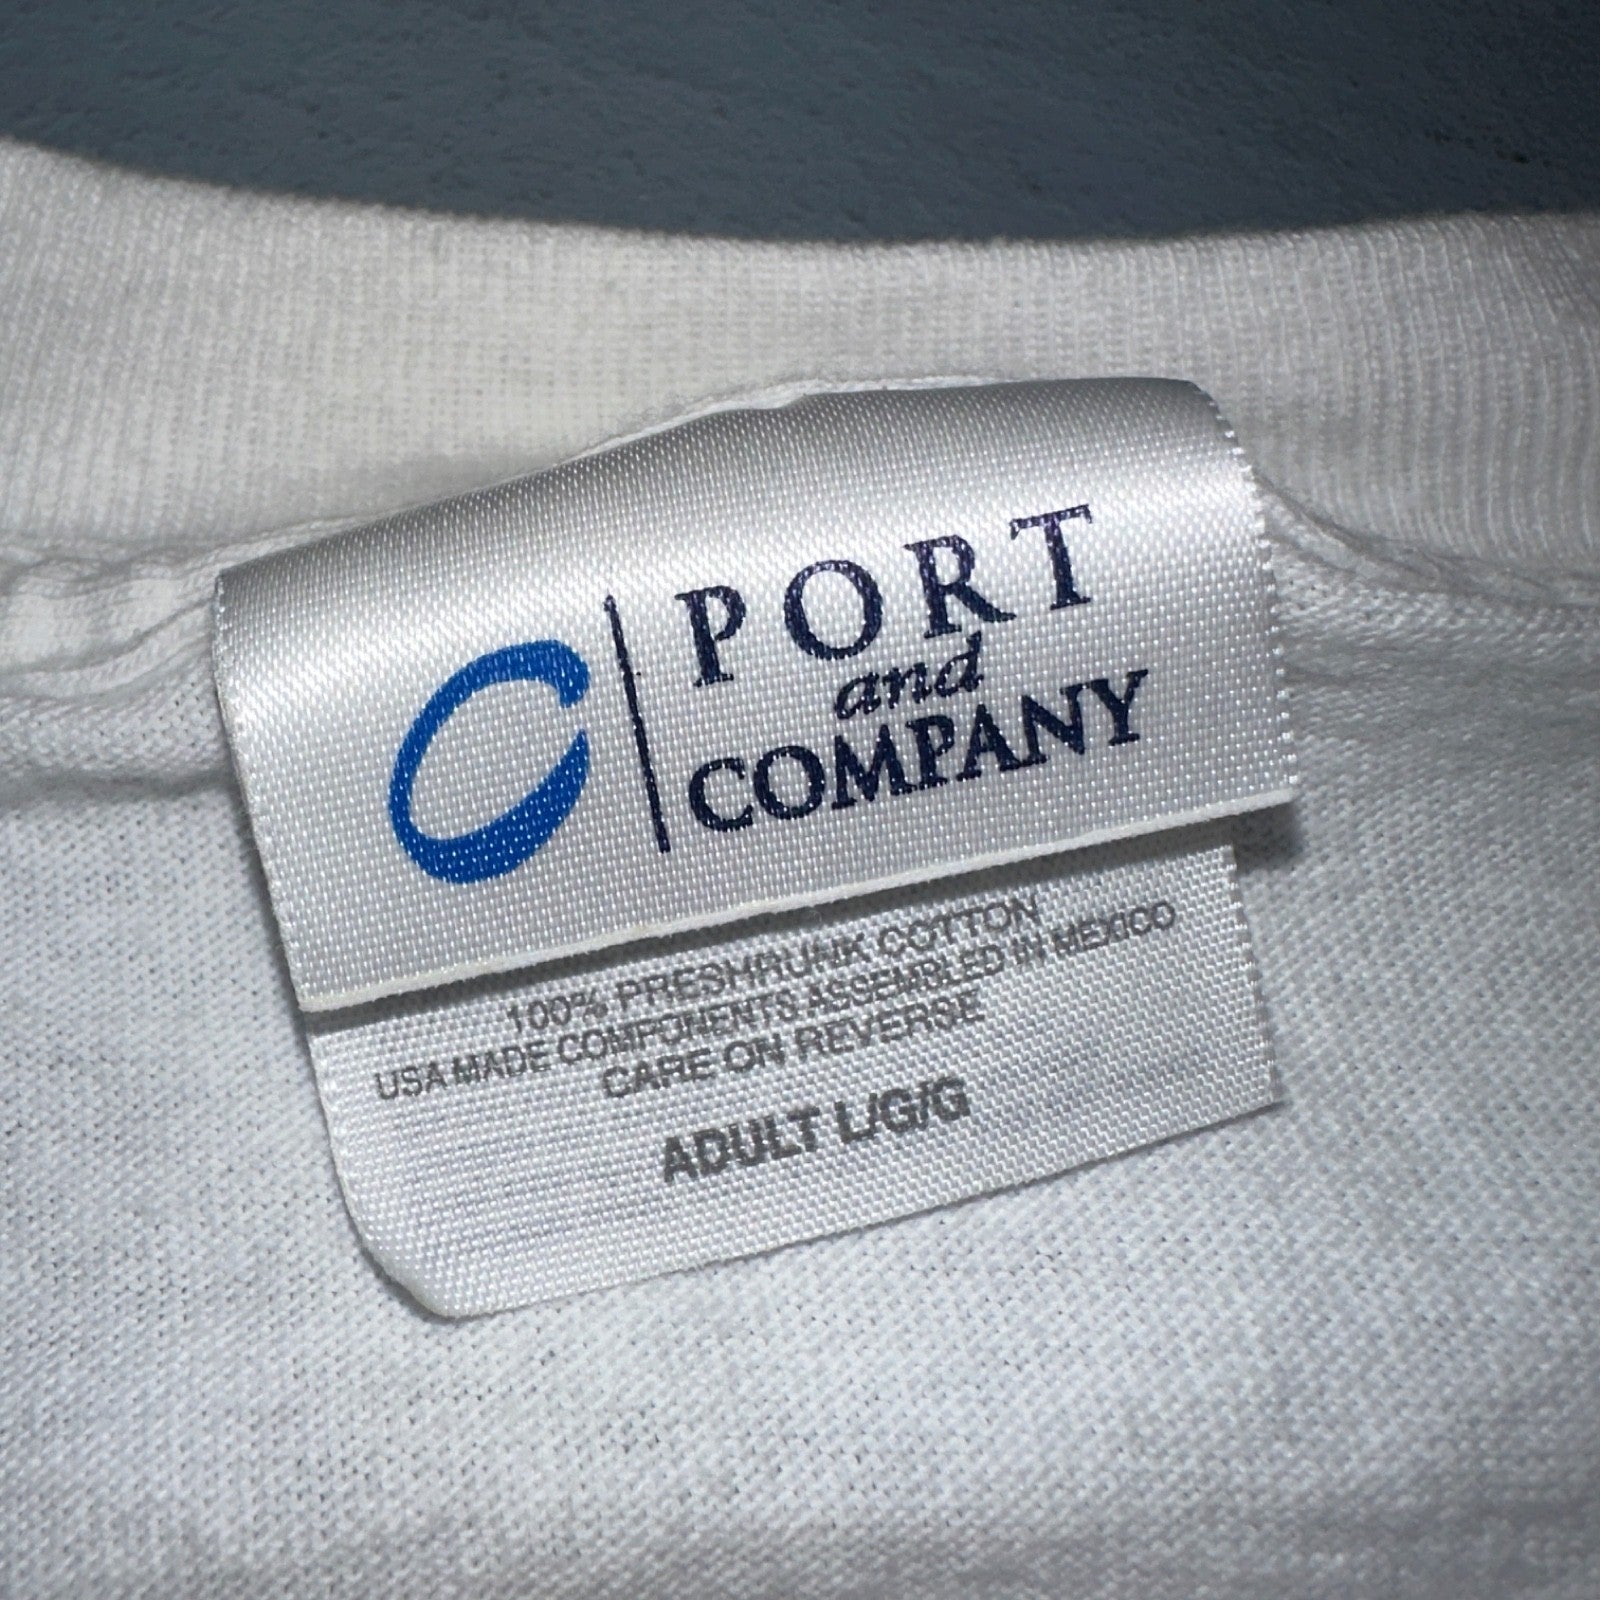 PORT
and
COMPANY
100% PRESHRUNK COTTON
USA MADE COMPONENTS ASSEMBLED IN MEXICO
CARE ON REVERSE
ADULT L/G/G